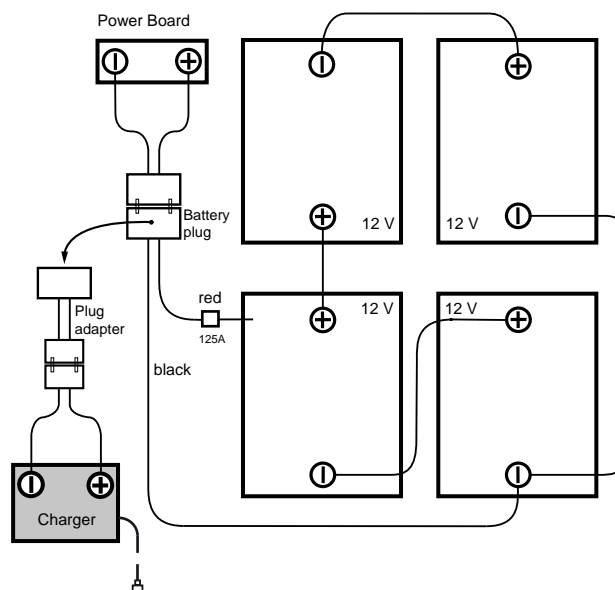 Power Board
12 V
12 V
Battery
plug
red
125A
12 V
12 V
Plug
adapter
black
Charger